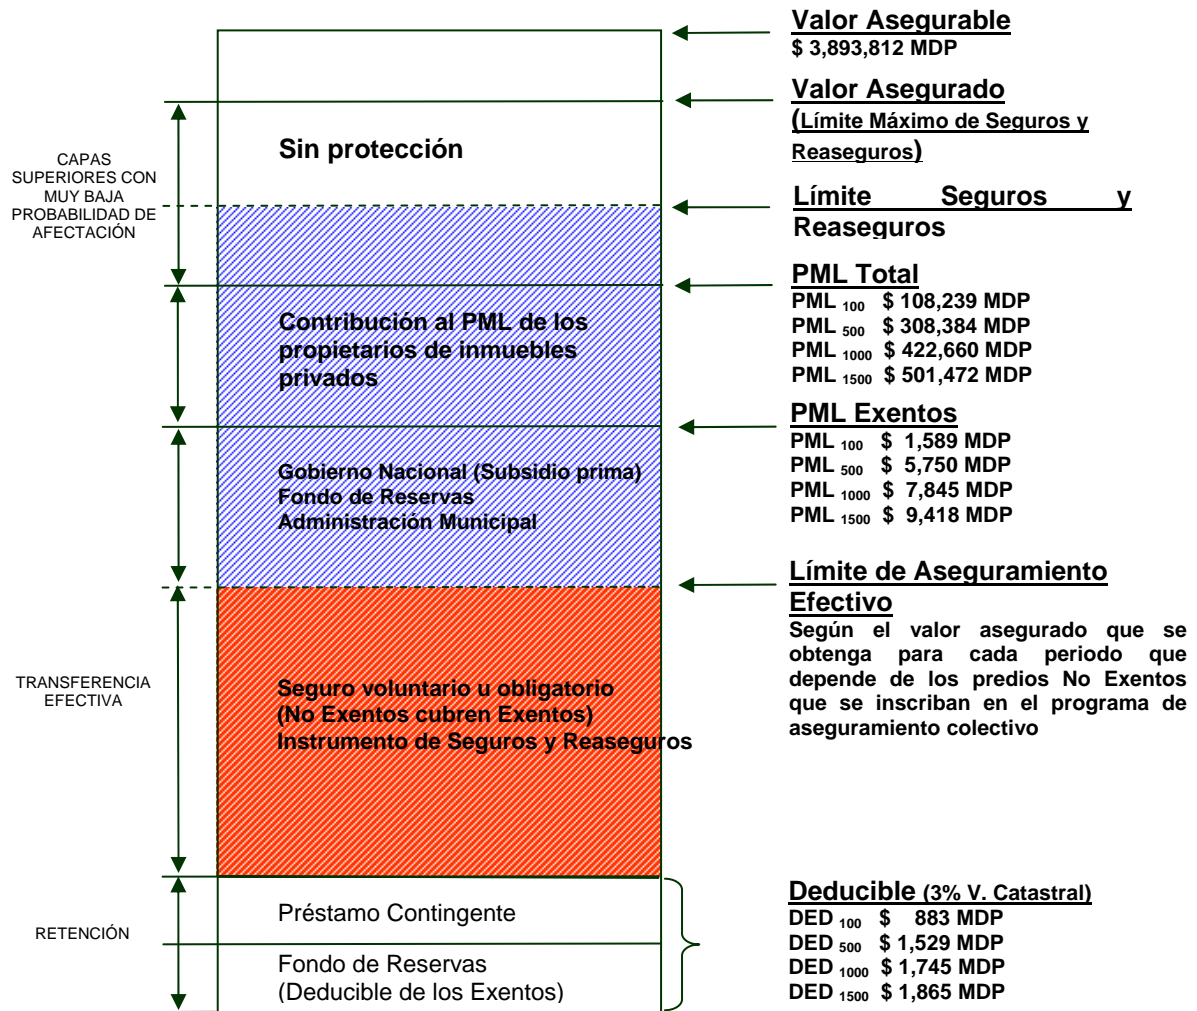 Valor Asegurable
$ 3,893,812 MDP
Valor Asegurado
(Límite Máximo de Seguros y
Reaseguros)
Sin protección
CAPAS
SUPERIORES CON
MUY BAJA
PROBABILIDAD DE
AFECTACIÓN
Límite Seguros y
Reaseguros
PML Total
PML 100 $ 108,239 MDP
PML 500 $ 308,384 MDP
PML 1000 $ 422,660 MDP
PML 1500 $ 501,472 MDP
Contribución al PML de los
propietarios de inmuebles
privados
PML Exentos
PML 100 $ 1,589 MDP
PML 500 $ 5,750 MDP
PML 1000 $ 7,845 MDP
PML 1500 $ 9,418 MDP
Gobierno Nacional (Subsidio prima)
Fondo de Reservas
Administración Municipal
Límite de Aseguramiento
Efectivo
Según el valor asegurado que se
obtenga para cada periodo que
depende de los predios No Exentos
que se inscriban en el programa de
aseguramiento colectivo
TRANSFERENCIA
EFECTIVA
Seguro voluntario u obligatorio
(No Exentos cubren Exentos)
Instrumento de Seguros y Reaseguros
RETENCIÓN
Préstamo Contingente
Fondo de Reservas
(Deducible de los Exentos)
Deducible (3% V. Catastral)
DED 100 $ 883 MDP
DED 500 $ 1,529 MDP
DED 1000 $ 1,745 MDP
DED 1500 $ 1,865 MDP